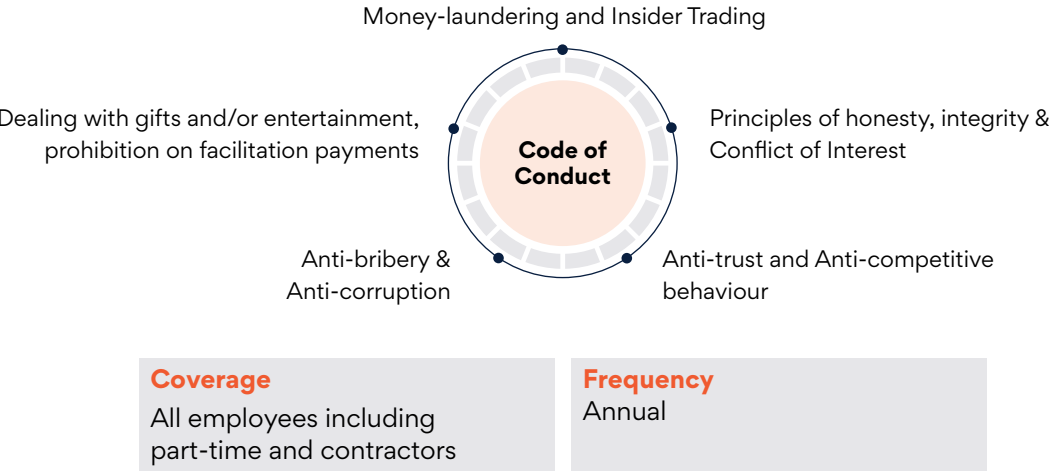 Money-laundering and Insider Trading
Dealing with gifts and/or entertainment,
prohibition on facilitation payments
Principles of honesty, integrity &
Conflict of Interest
Code of
Conduct
Anti-bribery &
Anti-corruption
Anti-trust and Anti-competitive
behaviour
Coverage
All employees including
part-time and contractors
Frequency
Annual